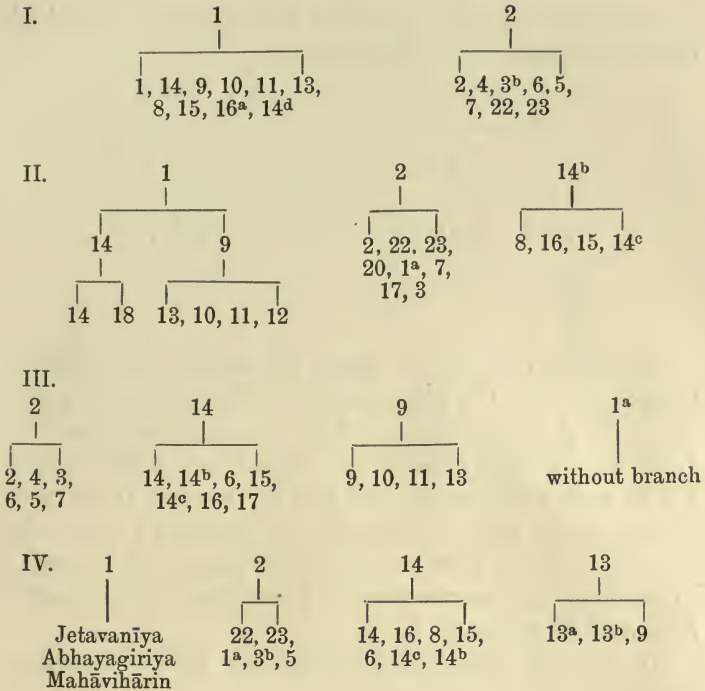 I. 1 2
1, 14, 9, 10, 11, 13, 2, 4, 3ᵇ, 6, 5,
8, 15, 16ᵃ, 14ᵈ 7, 22, 23
II. 1 2 14ᵇ
14 9 2, 22, 23, 8, 16, 15, 14ᶜ
20, 1ᵃ, 7,
17, 3
14 18 13, 10, 11, 12
III.
2 14 9 1ᵃ
2, 4, 3, 14, 14ᵇ, 6, 15, 9, 10, 11, 13 without branch
6, 5, 7 14ᶜ, 16, 17
IV. 1 2 14 13
Jetavanīya 22, 23, 14, 16, 8, 15, 13ᵃ, 13ᵇ, 9
Abhayagiriya 1ᵃ, 3ᵇ, 5 6, 14ᶜ, 14ᵇ
Mahāvihārin